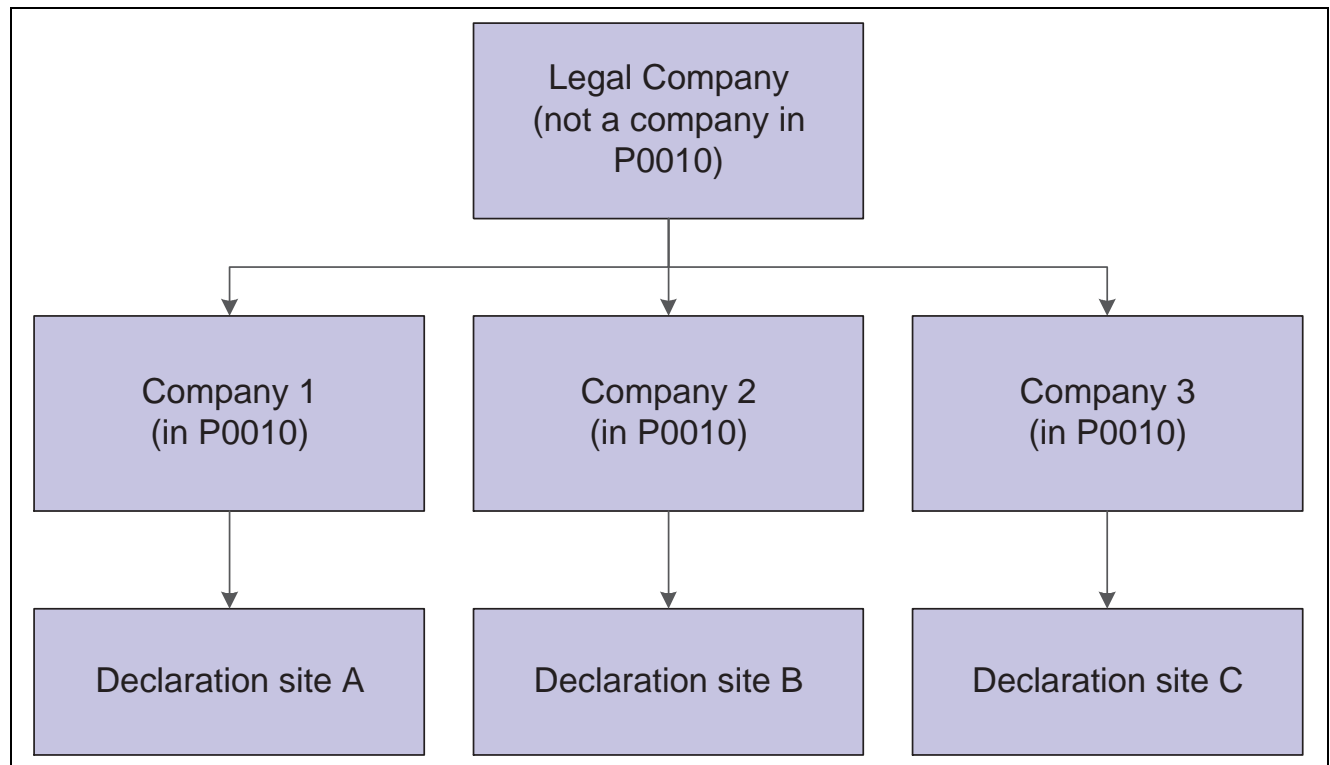 Legal Company
(not a company in
P0010)
Company 1
(in P0010)
Company 2
(in P0010)
Company 3
(in P0010)
Declaration site A
Declaration site B
Declaration site C